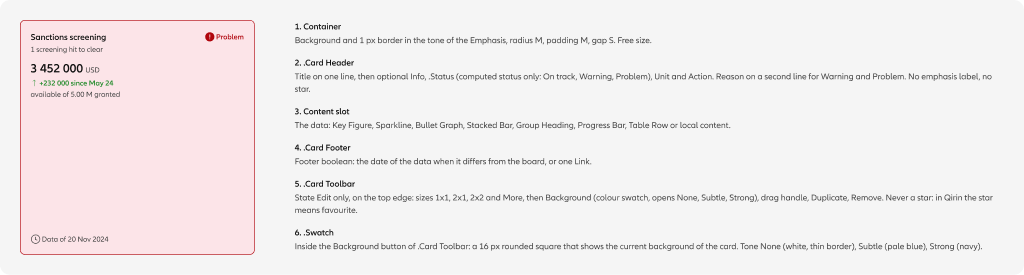 Sanctions screening
Problem
1 screening hit to clear
3 452 000 USD
↑ +232 000 since May 24
available of 5.00 M granted
Data of 20 Nov 2024
1. Container
Background and 1 px border in the tone of the Emphasis, radius M, padding M, gap S. Free size.
2. .Card Header
Title on one line, then optional Info, .Status (computed status only: On track, Warning, Problem), Unit and Action. Reason on a second line for Warning and Problem. No emphasis label, no
star.
3. Content slot
The data: Key Figure, Sparkline, Bullet Graph, Stacked Bar, Group Heading, Progress Bar, Table Row or local content.
4. .Card Footer
Footer boolean: the date of the data when it differs from the board, or one Link.
5. .Card Toolbar
State Edit only, on the top edge: sizes 1x1, 2x1, 2x2 and More, then Background (colour swatch, opens None, Subtle, Strong), drag handle, Duplicate, Remove. Never a star: in Qirin the star
means favourite.
6. .Swatch
Inside the Background button of .Card Toolbar: a 16 px rounded square that shows the current background of the card. Tone None (white, thin border), Subtle (pale blue), Strong (navy).